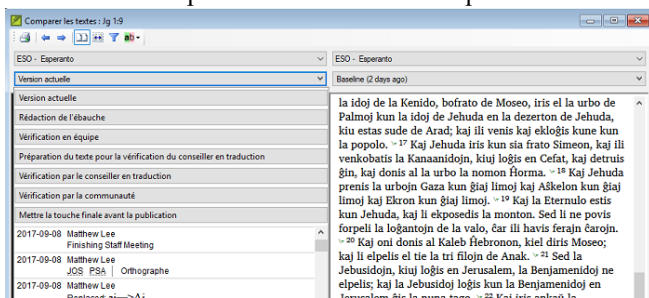 Comparer les textes : Jg 1:9
ESO - Esperanto
ESO - Esperanto
Version actuelle
Baseline (2 days ago)
Version actuelle
Rédaction de l'ébauche
Vérification en équipe
Préparation du texte pour la vérification du conseiller en traduction
Vérification par le conseiller en traduction
Vérification par la communauté
Mettre la touche finale avant la publication
2017-09-08 Matthew Lee
Finishing Staff Meeting
2017-09-08 Matthew Lee
JOS PSA | Orthographe
2017-09-08 Matthew Lee
la idoj de la Kenido, bofrato de Moseo, iris el la urbo de
Palmoj kun la idoj de Jehuda en la dezerton de Jehuda,
kiu estas sude de Arad; kaj ili venis kaj ekloĝis kune kun
la popolo. 17 Kaj Jehuda iris kun sia frato Simeon, kaj ili
venkobatis la Kanaanidojn, kiuj loĝis en Cefat, kaj detruis
ĝin, kaj donis al la urbo la nomon Ĥorma. 18 Kaj Jehuda
prenis la urbojn Gaza kun ĝiaj limoj kaj Aŝkelon kun ĝiaj
limoj kaj Ekron kun ĝiaj limoj. 19 Kaj la Eternulo estis
kun Jehuda, kaj li ekposedis la monton. Sed li ne povis
forpeli la loĝantojn de la valo, ĉar ili havis ferajn ĉarojn.
20 Kaj oni donis al Kaleb Ĥebronon, kiel diris Moseo;
kaj li elpelis el tie la tri filojn de Anak. 21 Sed la
Jebusidojn, kiuj loĝis en Jerusalem, la Benjamenidoj ne
elpelis; kaj la Jebusidoj loĝis kun la Benjamenidoj en